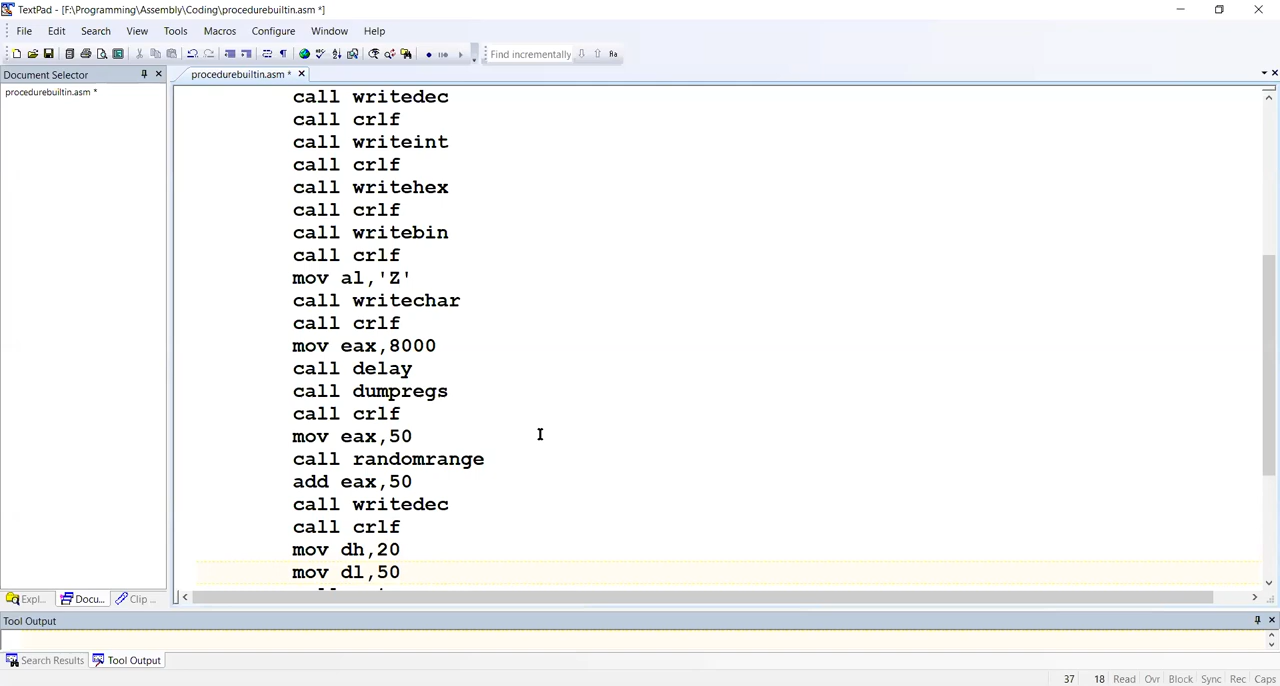 TextPad - [F:\Programming\Assembly\Coding\procedurebuiltin.asm *]
File Edit Search View Tools Macros Configure Window Help
Find incrementally
Document Selector
procedurebuiltin.asm *
procedurebuiltin.asm *
call writedec
call crlf
call writeint
call crlf
call writehex
call crlf
call writebin
call crlf
mov al,'Z'
call writechar
call crlf
mov eax,8000
call delay
call dumpregs
call crlf
mov eax,50
call randomrange
add eax,50
call writedec
call crlf
mov dh,20
mov dl,50
Expl... Docu... Clip ...
Tool Output
Search Results Tool Output
37 18 Read Ovr Block Sync Rec Caps